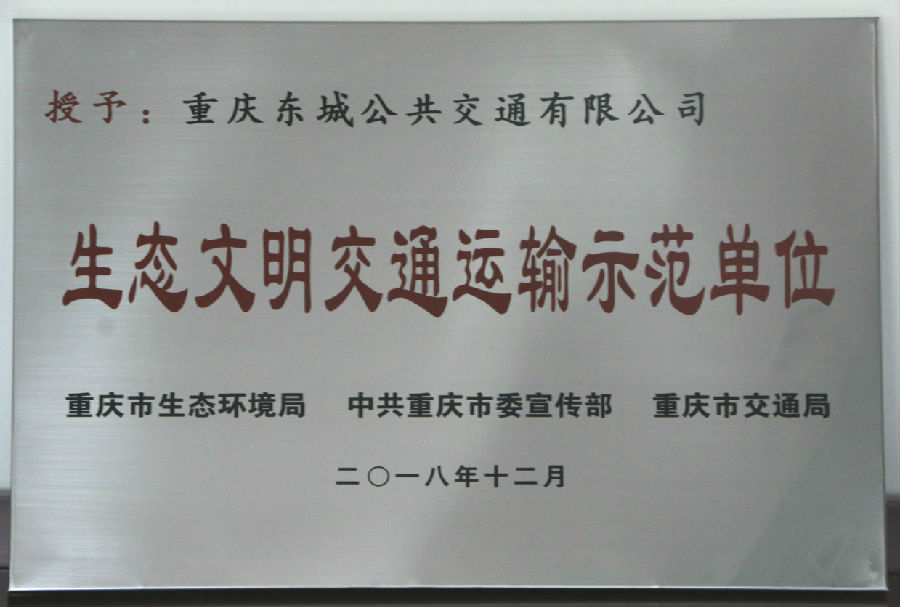 授予：重庆东城公共交通有限公司
生态文明交通运输示范单位
重庆市生态环境局 中共重庆市委宣传部 重庆市交通局
二〇一八年十二月